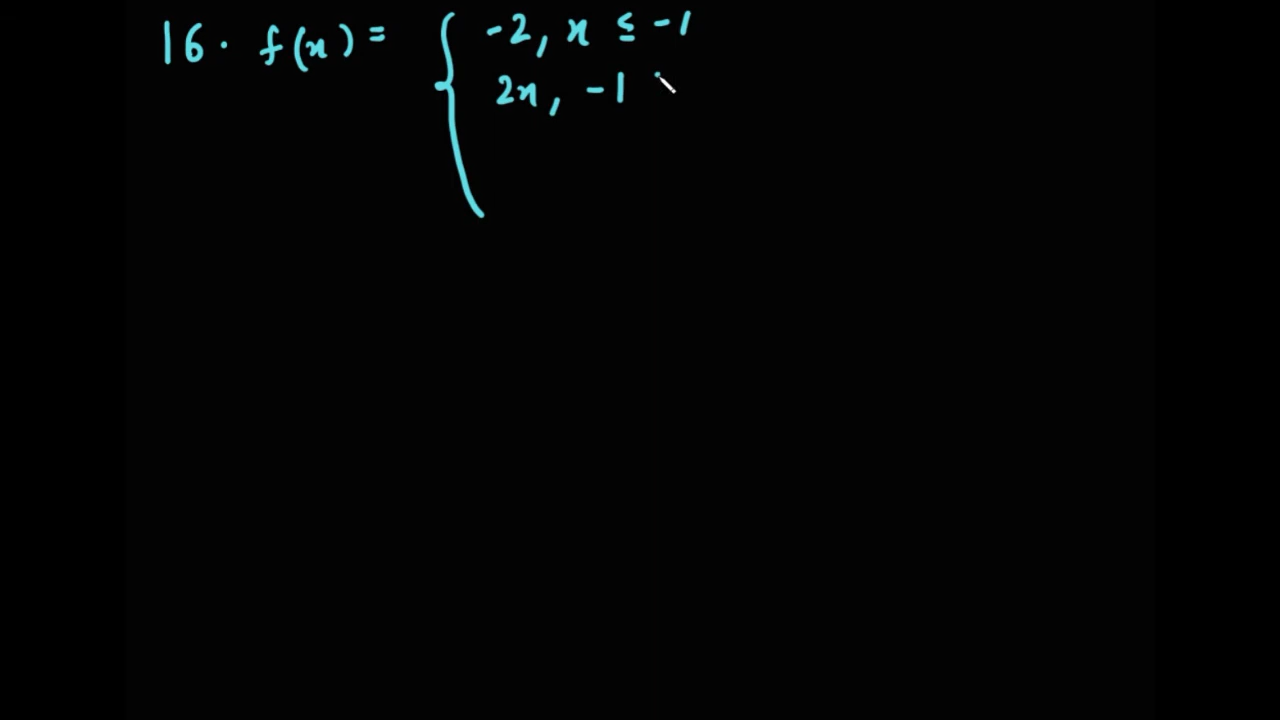 16. f(x) = { -2, x ≤ -1
2x, -1